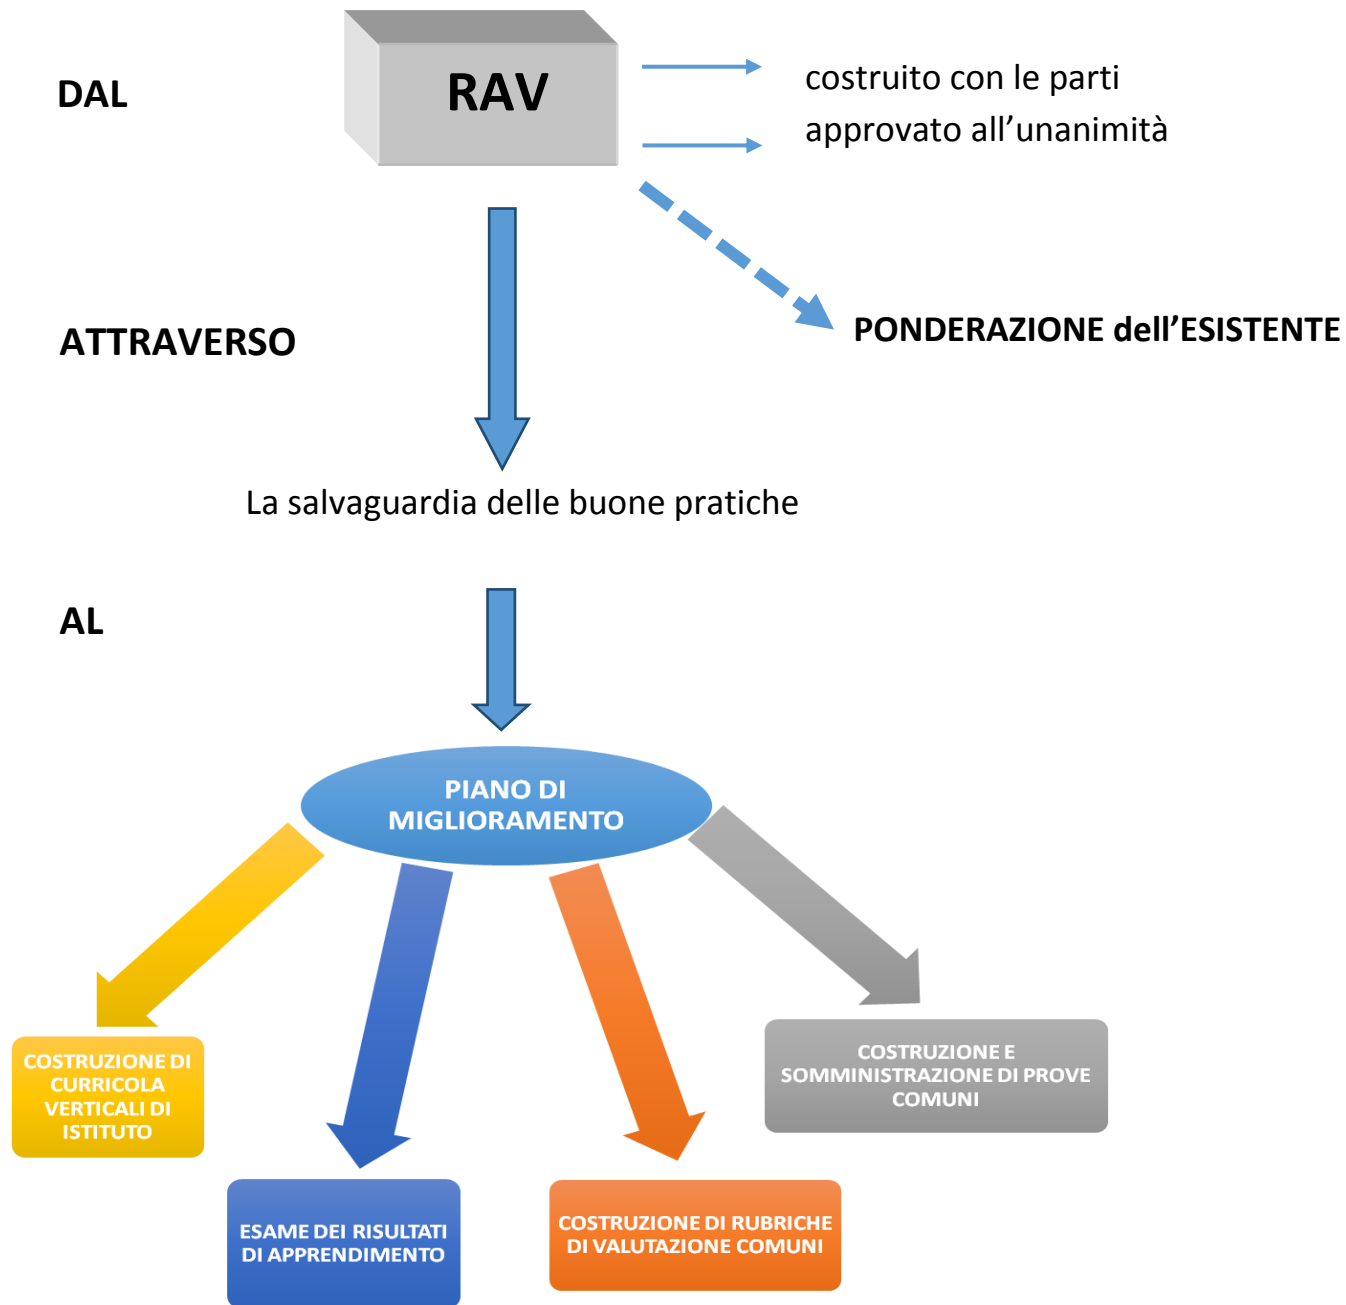 DAL
RAV
costruito con le parti
approvato all’unanimità
ATTRAVERSO
PONDERAZIONE dell’ESISTENTE
La salvaguardia delle buone pratiche
AL
PIANO DI
MIGLIORAMENTO
COSTRUZIONE DI
CURRICOLA
VERTICALI DI
ISTITUTO
ESAME DEI RISULTATI
DI APPRENDIMENTO
COSTRUZIONE DI RUBRICHE
DI VALUTAZIONE COMUNI
COSTRUZIONE E
SOMMINISTRAZIONE DI PROVE
COMUNI